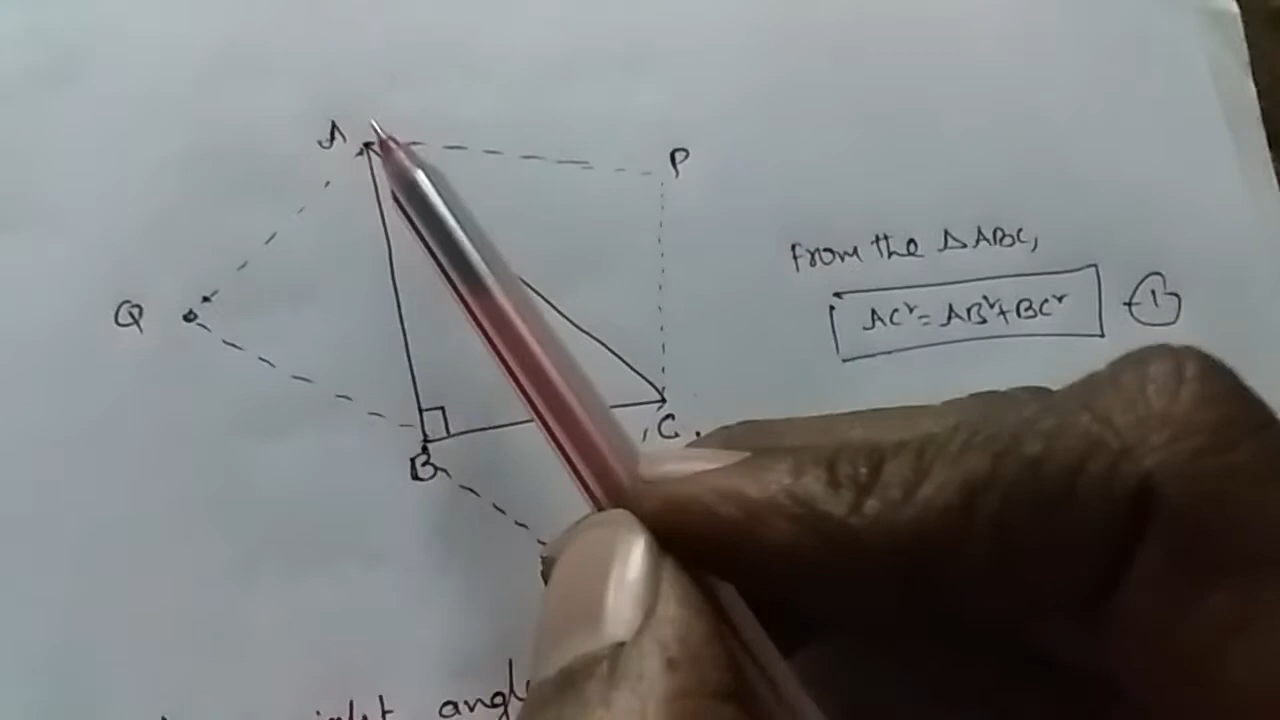 A
P
Q
From the ΔABC,
AC²=AB²+BC² ①
C
B
angl